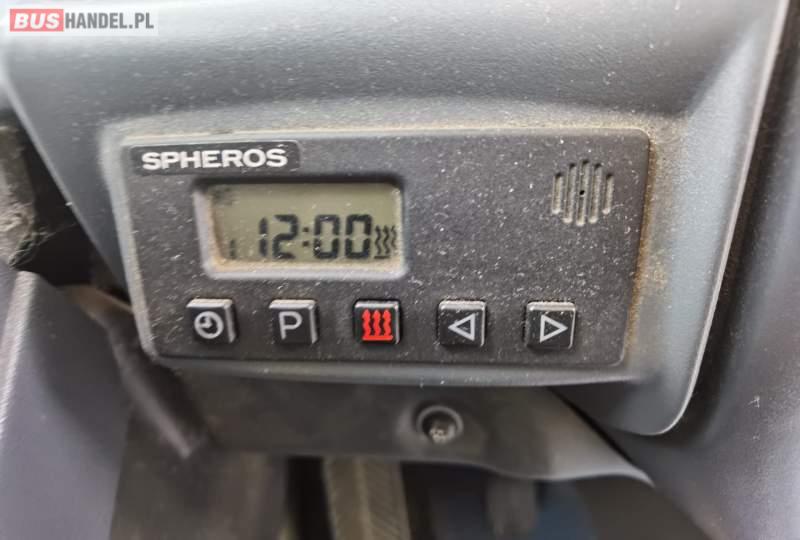 BUSHANDEL.PL
SPHEROS
12:00
P